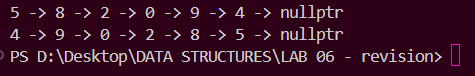 5 -> 8 -> 2 -> 0 -> 9 -> 4 -> nullptr
4 -> 9 -> 0 -> 2 -> 8 -> 5 -> nullptr
PS D:\Desktop\DATA STRUCTURES\LAB 06 - revision>